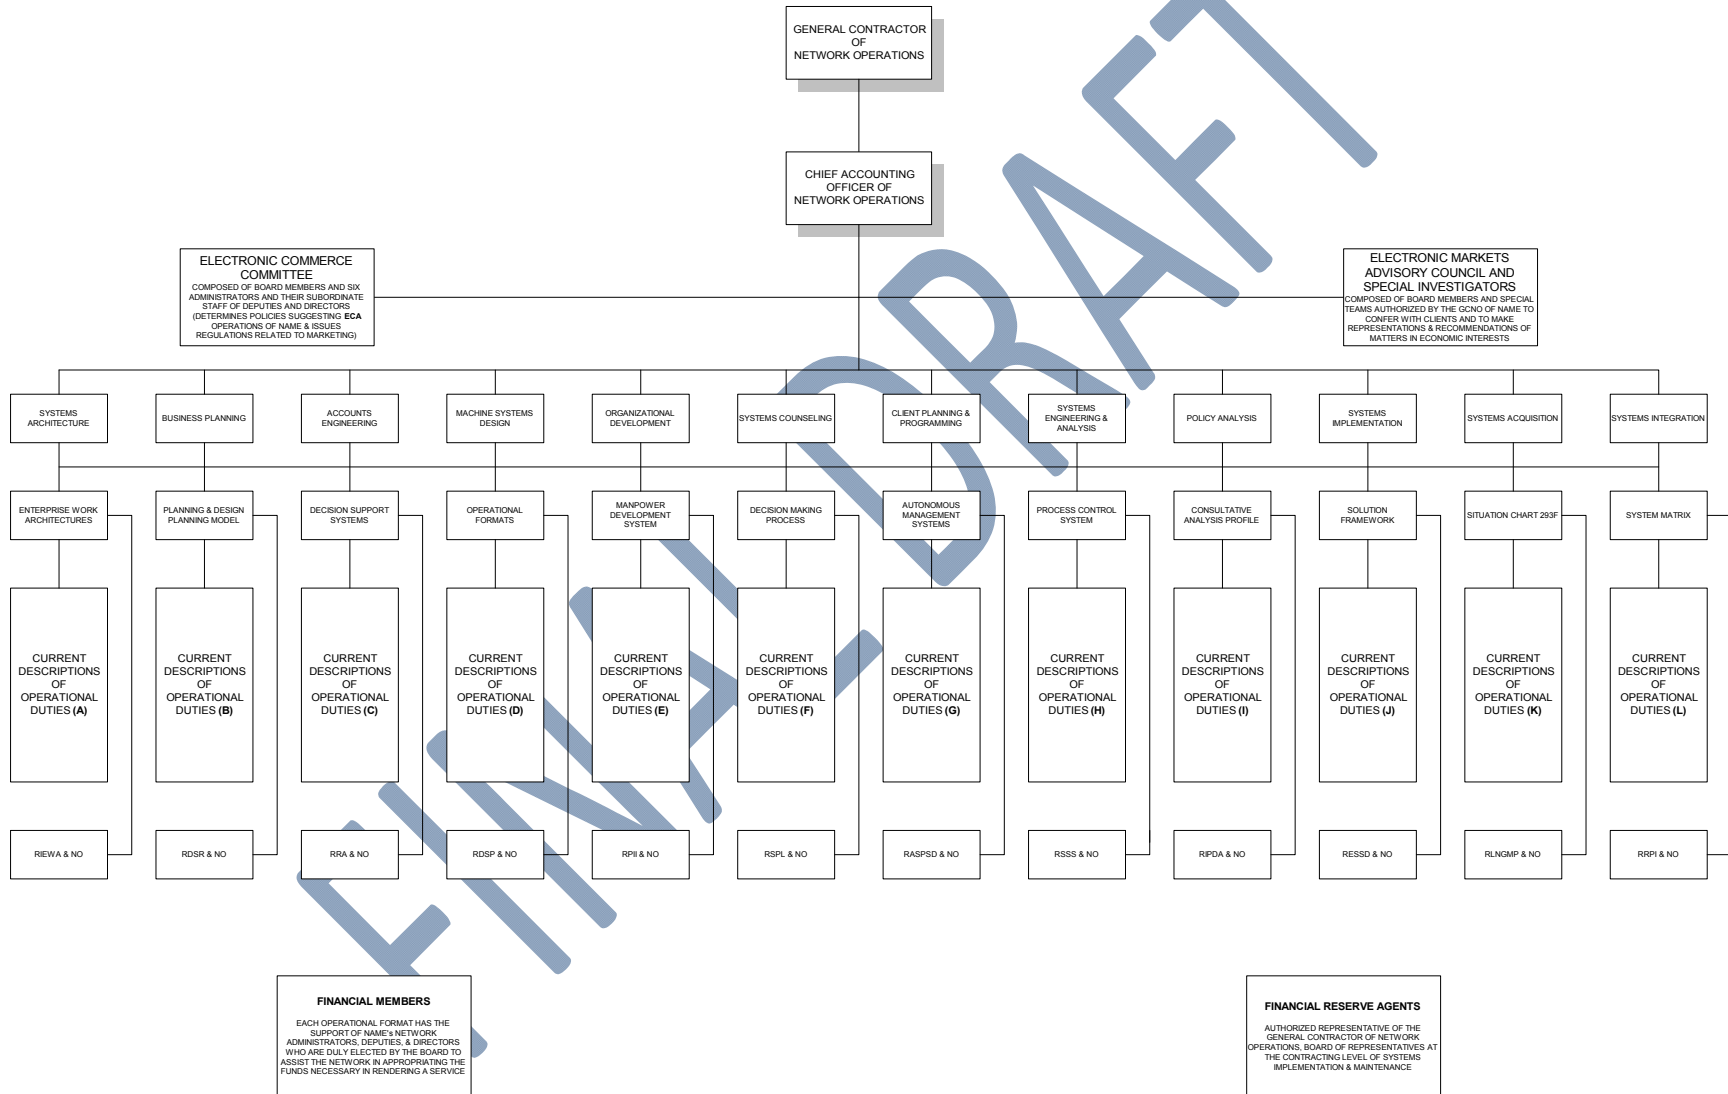 GENERAL CONTRACTOR
OF
NETWORK OPERATIONS
CHIEF ACCOUNTING
OFFICER OF
NETWORK OPERATIONS
ELECTRONIC COMMERCE
COMMITTEE
COMPOSED OF BOARD MEMBERS AND SIX
ADMINISTRATORS AND THEIR SUBORDINATE
STAFF OF DEPUTIES AND DIRECTORS
(DETERMINES POLICIES SUGGESTING ECA
OPERATIONS OF NAME & ISSUES
REGULATIONS RELATED TO MARKETING)
ELECTRONIC MARKETS
ADVISORY COUNCIL AND
SPECIAL INVESTIGATORS
COMPOSED OF BOARD MEMBERS AND SPECIAL
TEAMS AUTHORIZED BY THE GCNO OF NAME TO
CONFER WITH CLIENTS AND TO MAKE
REPRESENTATIONS & RECOMMENDATIONS OF
MATTERS IN ECONOMIC INTERESTS
SYSTEMS
ARCHITECTURE
BUSINESS PLANNING
ACCOUNTS
ENGINEERING
MACHINE SYSTEMS
DESIGN
ORGANIZATIONAL
DEVELOPMENT
SYSTEMS COUNSELING
CLIENT PLANNING &
PROGRAMMING
SYSTEMS
ENGINEERING &
ANALYSIS
POLICY ANALYSIS
SYSTEMS
IMPLEMENTATION
SYSTEMS ACQUISITION
SYSTEMS INTEGRATION
ENTERPRISE WORK
ARCHITECTURES
PLANNING & DESIGN
PLANNING MODEL
DECISION SUPPORT
SYSTEMS
OPERATIONAL
FORMATS
MANPOWER
DEVELOPMENT
SYSTEM
DECISION MAKING
PROCESS
AUTONOMOUS
MANAGEMENT
SYSTEMS
PROCESS CONTROL
SYSTEM
CONSULTATIVE
ANALYSIS PROFILE
SOLUTION
FRAMEWORK
SITUATION CHART 293F
SYSTEM MATRIX
CURRENT
DESCRIPTIONS
OF
OPERATIONAL
DUTIES (A)
CURRENT
DESCRIPTIONS
OF
OPERATIONAL
DUTIES (B)
CURRENT
DESCRIPTIONS
OF
OPERATIONAL
DUTIES (C)
CURRENT
DESCRIPTIONS
OF
OPERATIONAL
DUTIES (D)
CURRENT
DESCRIPTIONS
OF
OPERATIONAL
DUTIES (E)
CURRENT
DESCRIPTIONS
OF
OPERATIONAL
DUTIES (F)
CURRENT
DESCRIPTIONS
OF
OPERATIONAL
DUTIES (G)
CURRENT
DESCRIPTIONS
OF
OPERATIONAL
DUTIES (H)
CURRENT
DESCRIPTIONS
OF
OPERATIONAL
DUTIES (I)
CURRENT
DESCRIPTIONS
OF
OPERATIONAL
DUTIES (J)
CURRENT
DESCRIPTIONS
OF
OPERATIONAL
DUTIES (K)
CURRENT
DESCRIPTIONS
OF
OPERATIONAL
DUTIES (L)
RIEWA & NO
RDSR & NO
RRA & NO
RDSP & NO
RPII & NO
RSPL & NO
RASPSD & NO
RSSS & NO
RIPDA & NO
RESSD & NO
RLNGMP & NO
RRPI & NO
FINANCIAL MEMBERS
EACH OPERATIONAL FORMAT HAS THE
SUPPORT OF NAME's NETWORK
ADMINISTRATORS, DEPUTIES, & DIRECTORS
WHO ARE DULY ELECTED BY THE BOARD TO
ASSIST THE NETWORK IN APPROPRIATING THE
FUNDS NECESSARY IN RENDERING A SERVICE
FINANCIAL RESERVE AGENTS
AUTHORIZED REPRESENTATIVE OF THE
GENERAL CONTRACTOR OF NETWORK
OPERATIONS, BOARD OF REPRESENTATIVES AT
THE CONTRACTING LEVEL OF SYSTEMS
IMPLEMENTATION & MAINTENANCE
FINAL DRAFT